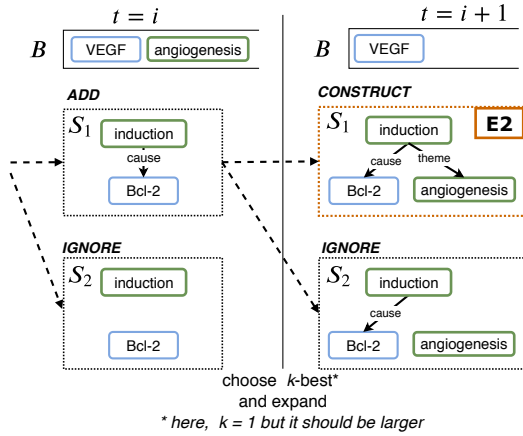 t = i
t = i + 1
B
VEGF
angiogenesis
B
VEGF
ADD
S1
induction
cause
Bcl-2
CONSTRUCT
S1
E2
induction
cause
theme
Bcl-2
angiogenesis
IGNORE
S2
induction
Bcl-2
IGNORE
S2
induction
cause
Bcl-2
angiogenesis
choose k-best*
and expand
* here, k = 1 but it should be larger